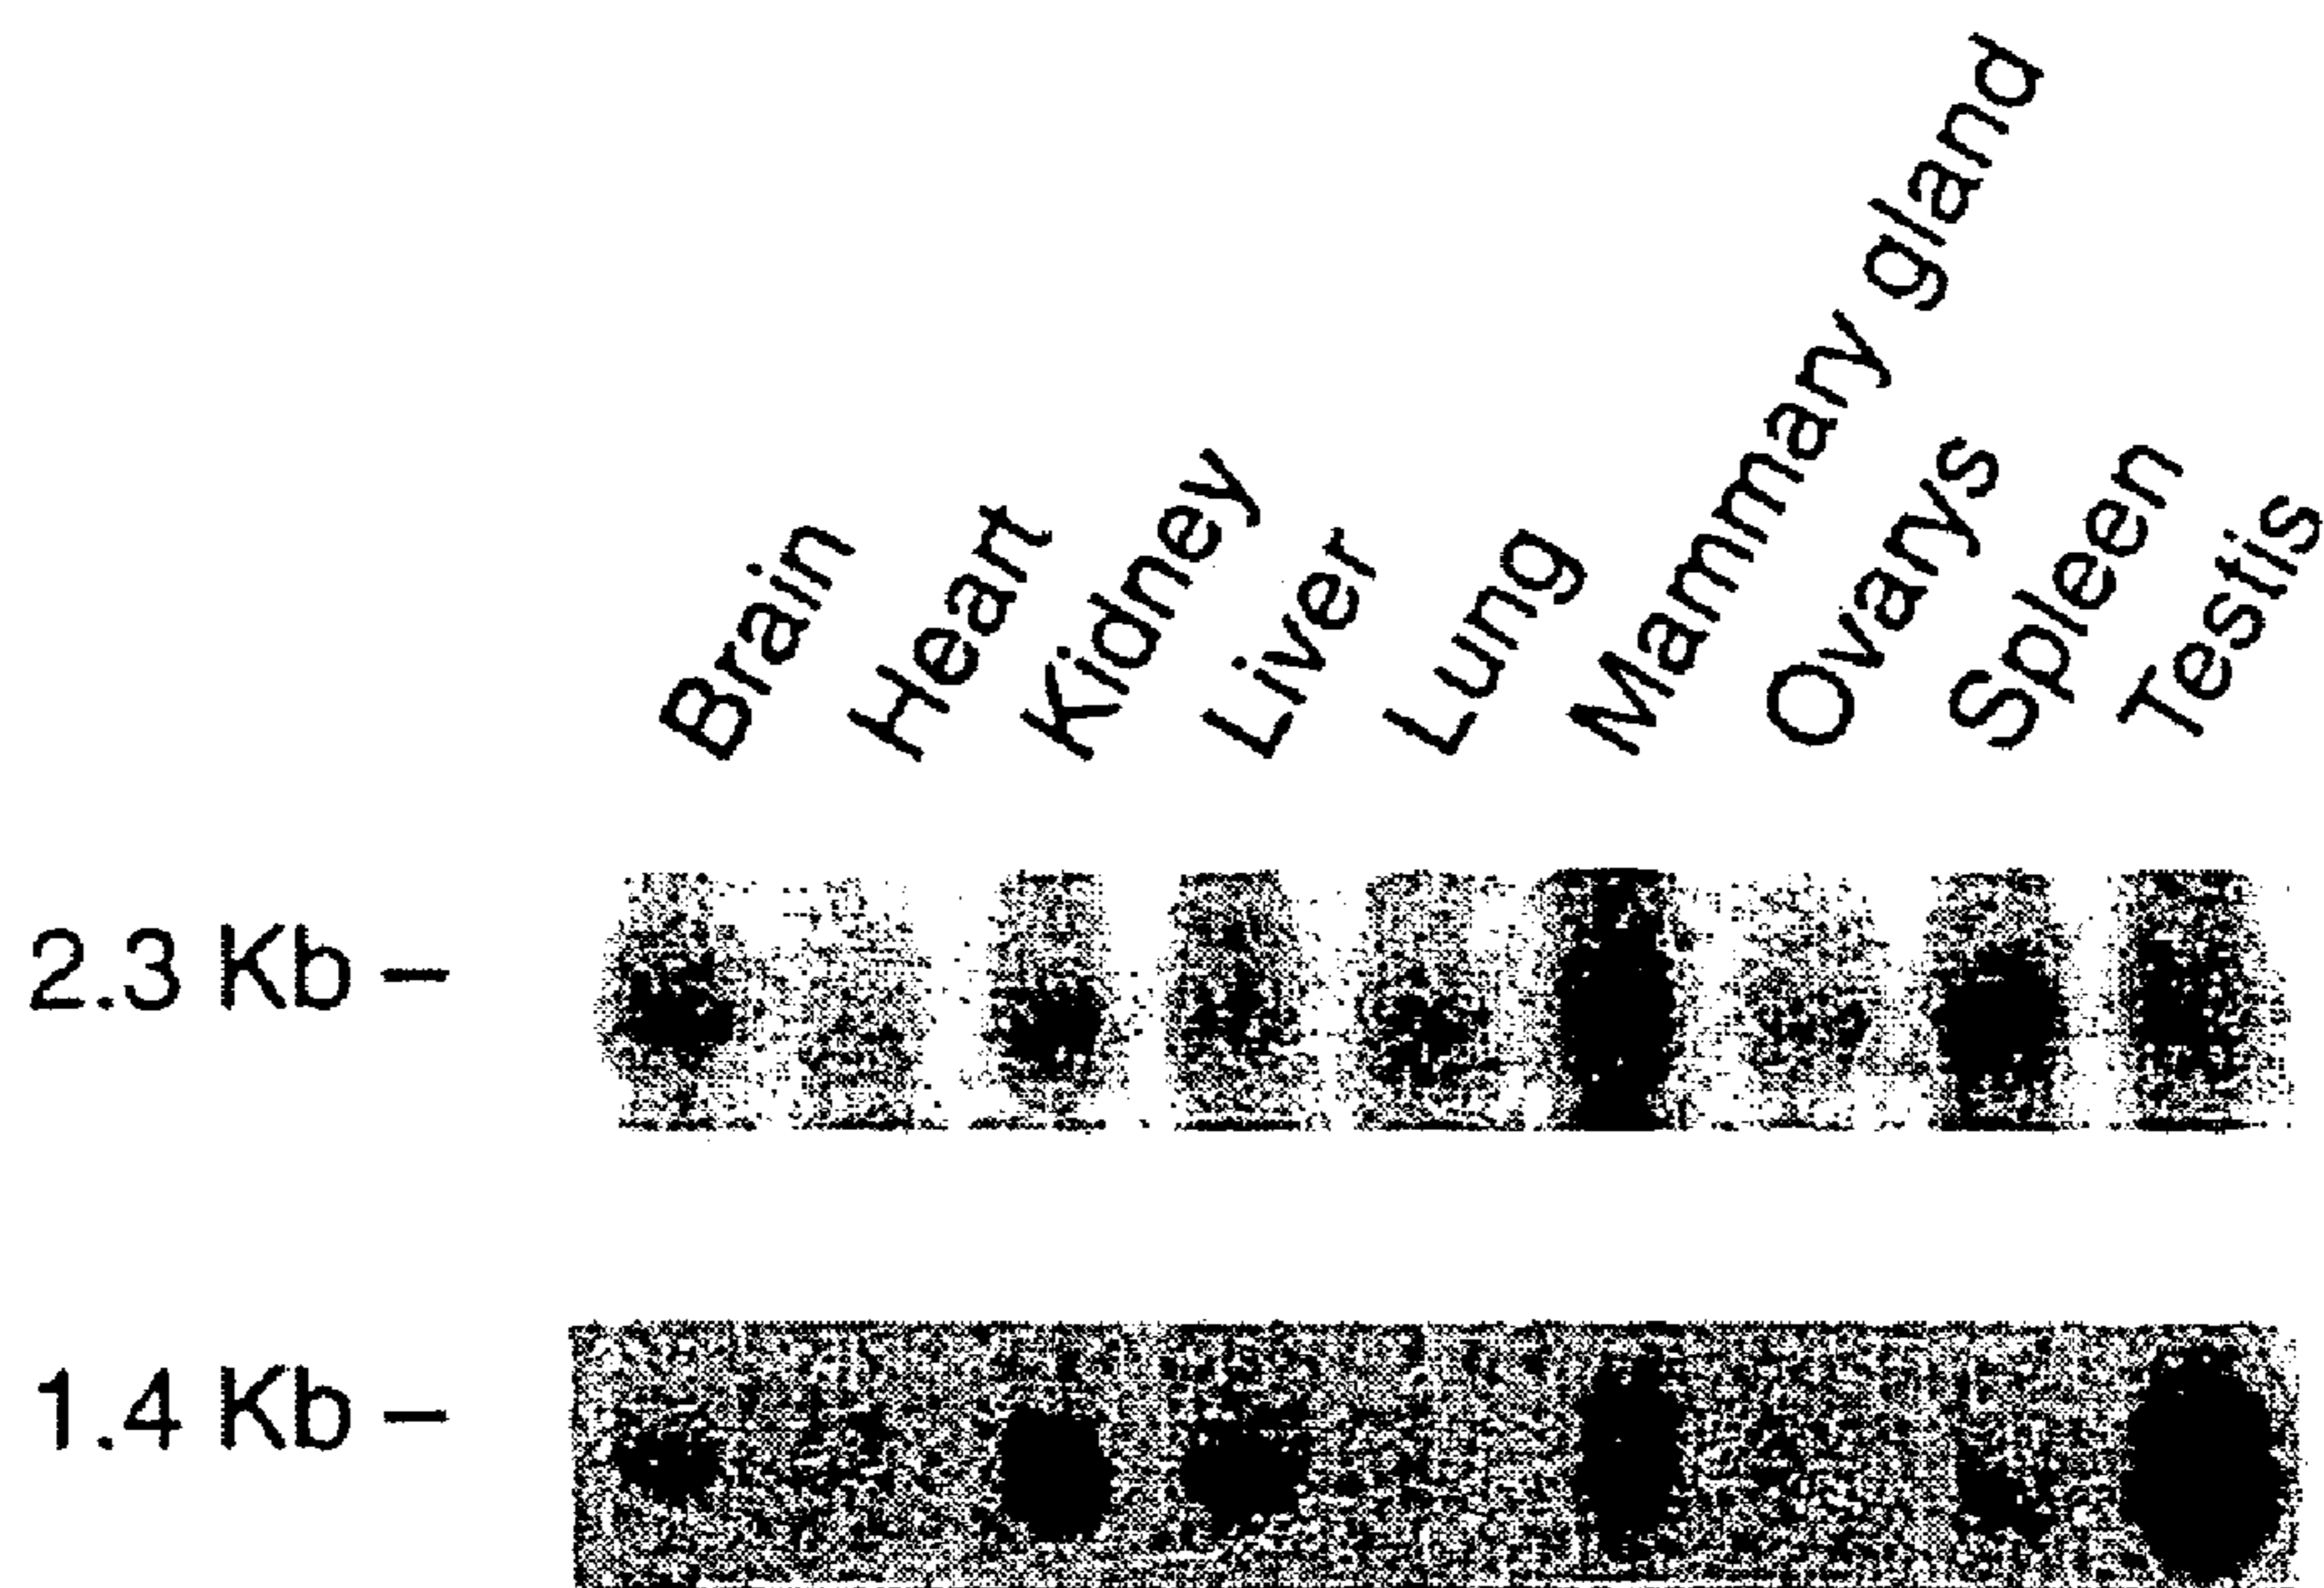 Brain
Heart
Kidney
Liver
Lung
Mammary gland
Ovarys
Spleen
Testis
2.3 Kb –
1.4 Kb –